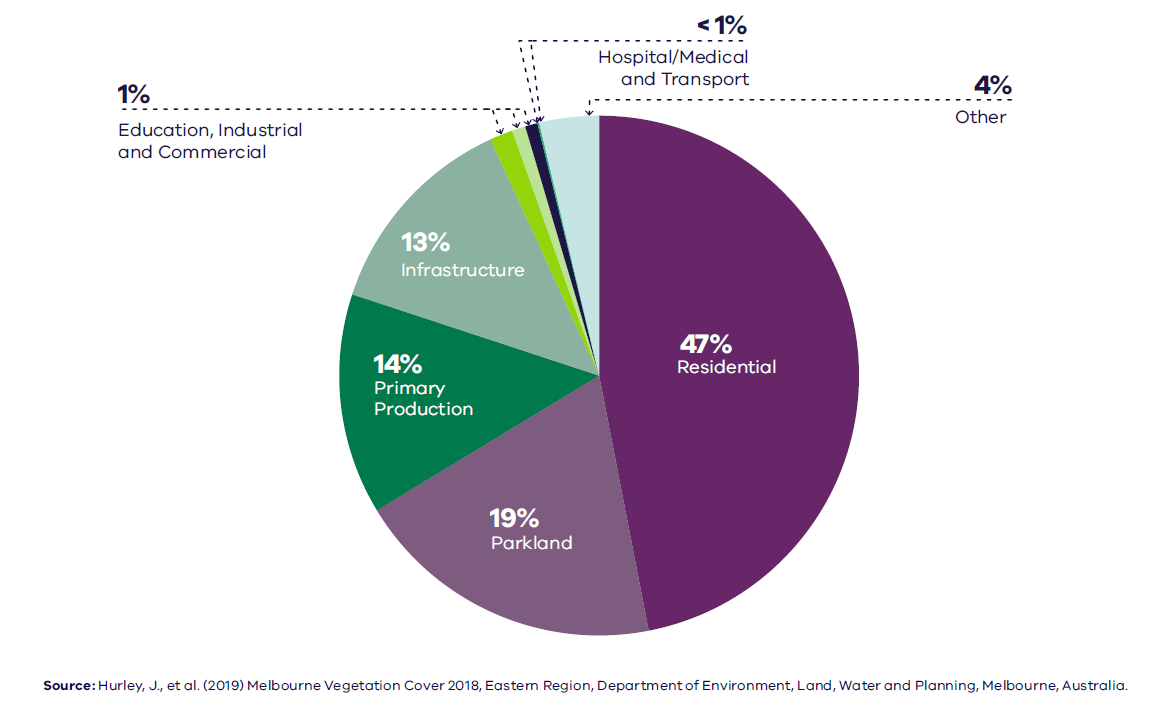 < 1%
Hospital/Medical
and Transport
4%
Other
1%
Education, Industrial
and Commercial
13%
Infrastructure
47%
Residential
14%
Primary
Production
19%
Parkland
Source: Hurley, J., et al. (2019) Melbourne Vegetation Cover 2018, Eastern Region, Department of Environment, Land, Water and Planning, Melbourne, Australia.